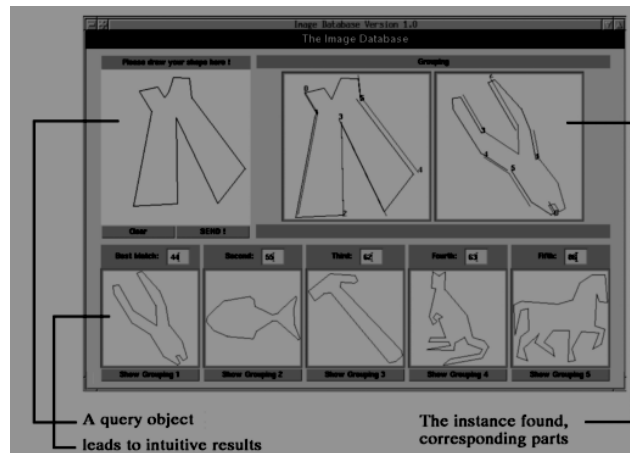 Image Database Version 1.0
The Image Database
Please draw your shape here !
Grouping
Clear
SEND !
Best Match: 44
Second: 55
Third: 62
Fourth: 63
Fifth:
Show Grouping 1
Show Grouping 2
Show Grouping 3
Show Grouping 4
Show Grouping 5
A query object
leads to intuitive results
The instance found,
corresponding parts